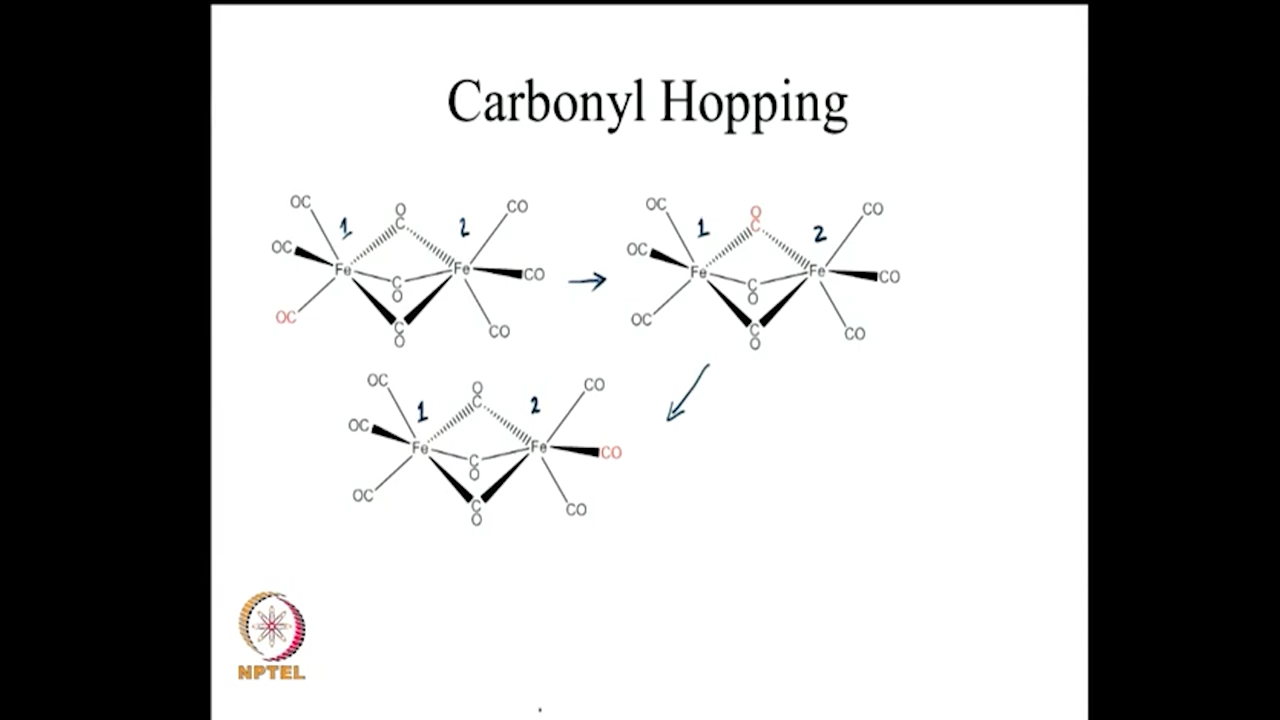 Carbonyl Hopping
OC O CO OC O CO
1 C 2 1 C 2
OC Fe C Fe CO OC Fe C Fe CO
O O
OC C CO OC C CO
O O
OC O CO
1 C 2
OC Fe C Fe CO
O
OC C CO
O
NPTEL